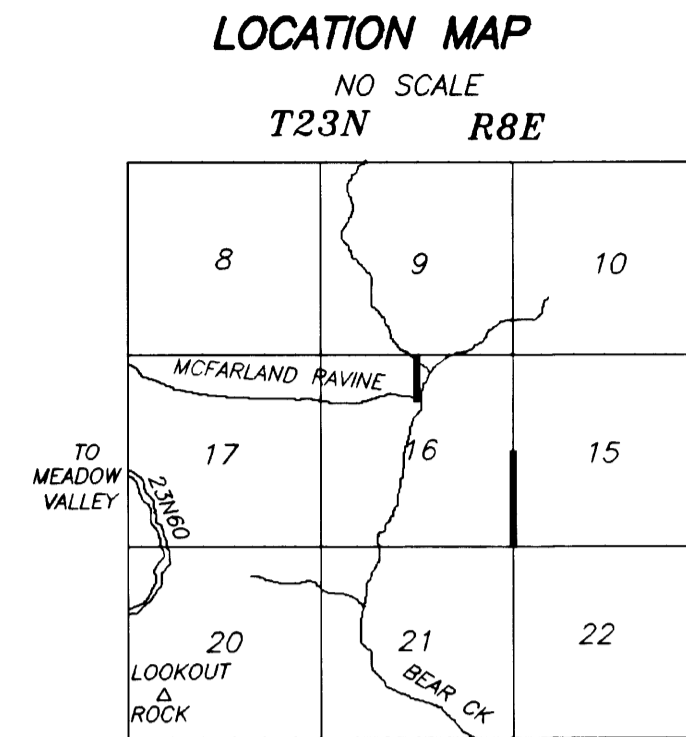 LOCATION MAP
NO SCALE
T23N R8E
8
9
10
MCFARLAND RAVINE
17
16
15
TO
MEADOW
VALLEY
23N60
20
21
22
LOOKOUT
ROCK
BEAR CK